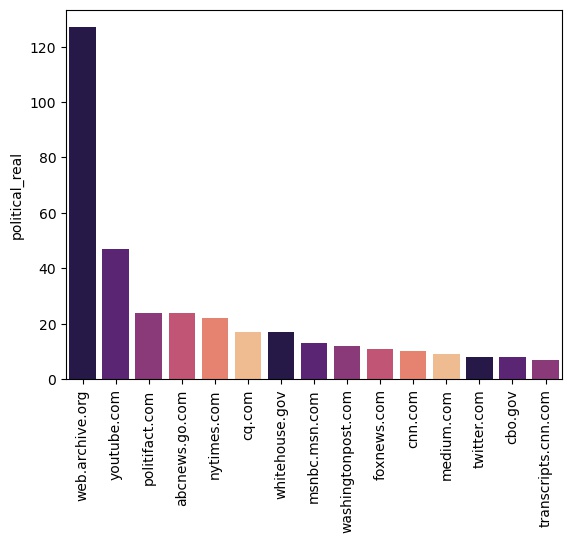 political_real
120
100
80
60
40
20
0
web.archive.org
youtube.com
politifact.com
abcnews.go.com
nytimes.com
cq.com
whitehouse.gov
msnbc.msn.com
washingtonpost.com
foxnews.com
cnn.com
medium.com
twitter.com
cbo.gov
transcripts.cnn.com